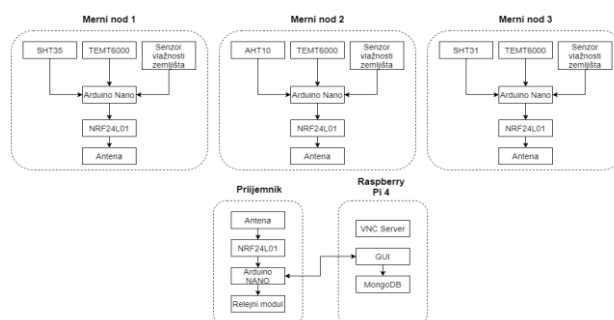 Merni nod 1
Merni nod 2
Merni nod 3
SHT35
TEMT6000
Senzor
vlažnosti
zemljišta
AHT10
TEMT6000
Senzor
vlažnosti
zemljišta
SHT31
TEMT6000
Senzor
vlažnosti
zemljišta
Arduino Nano
Arduino Nano
Arduino Nano
NRF24L01
NRF24L01
NRF24L01
Antena
Antena
Antena
Priijemnik
Antena
NRF24L01
Arduino
NANO
Relejni modul
Raspberry
Pi 4
VNC Server
GUI
MongoDB